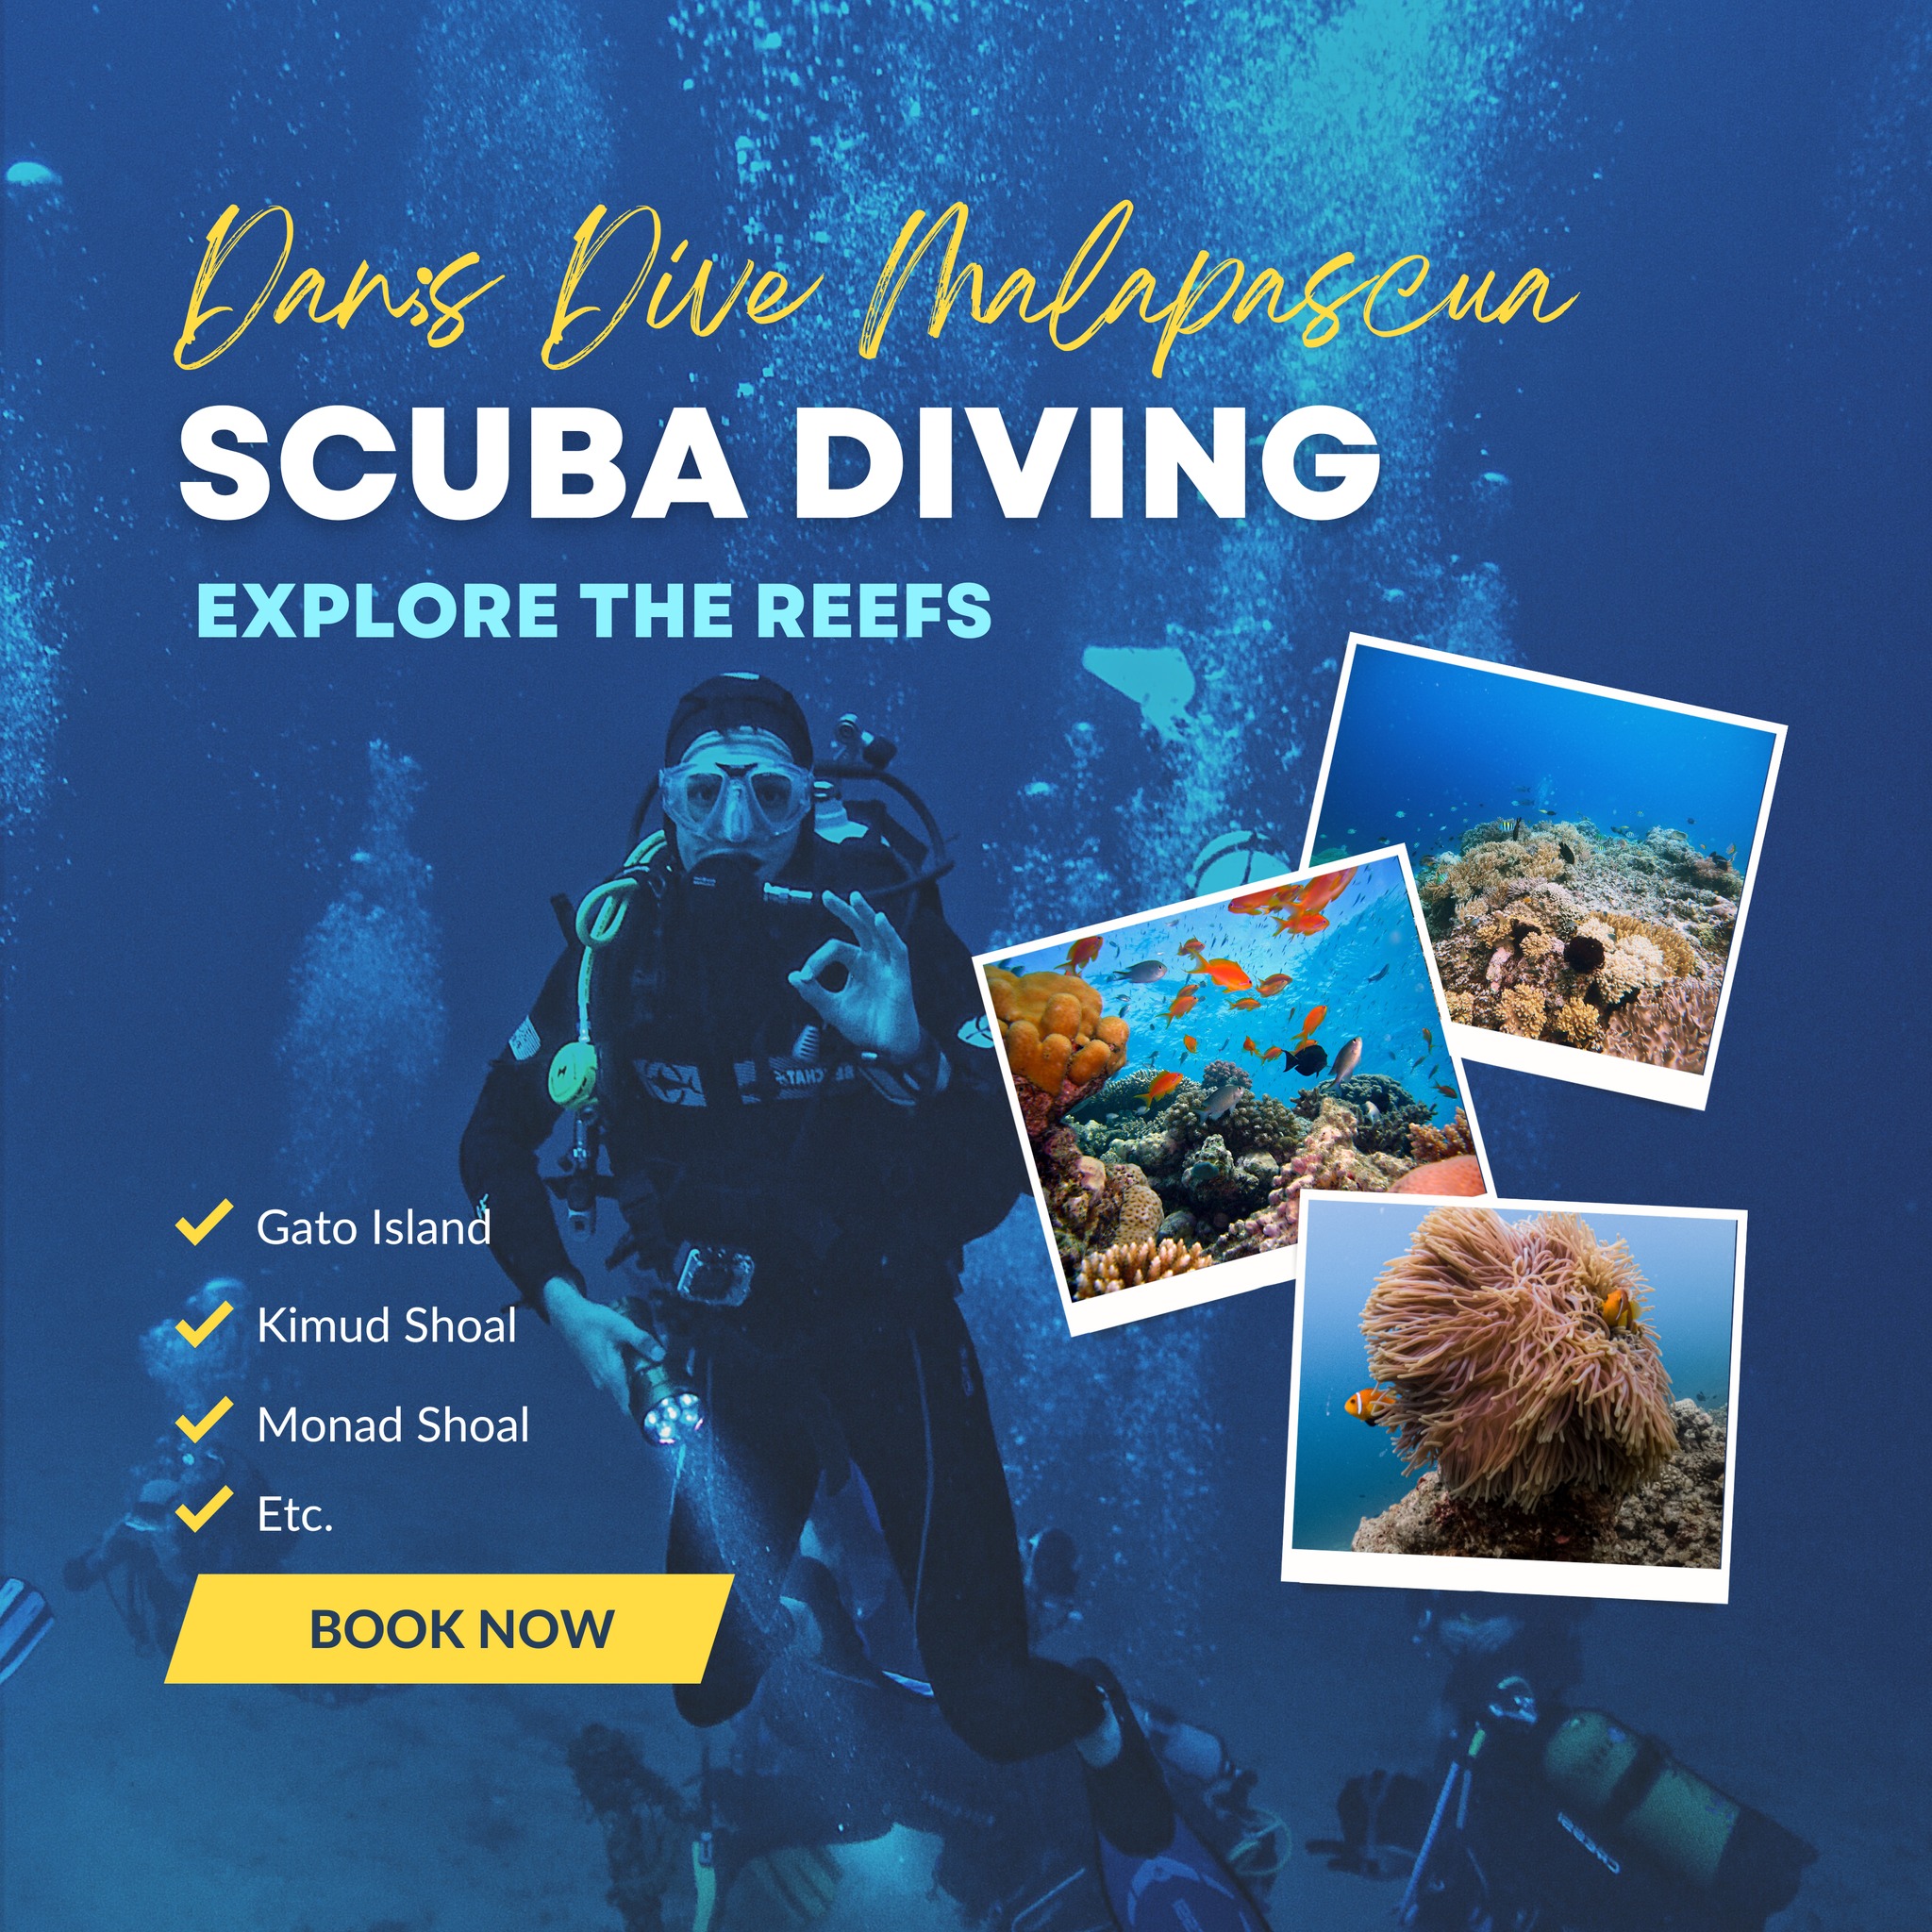 Dan;s Dive Malapascua
SCUBA DIVING
EXPLORE THE REEFS
Gato Island
Kimud Shoal
Monad Shoal
Etc.
BOOK NOW